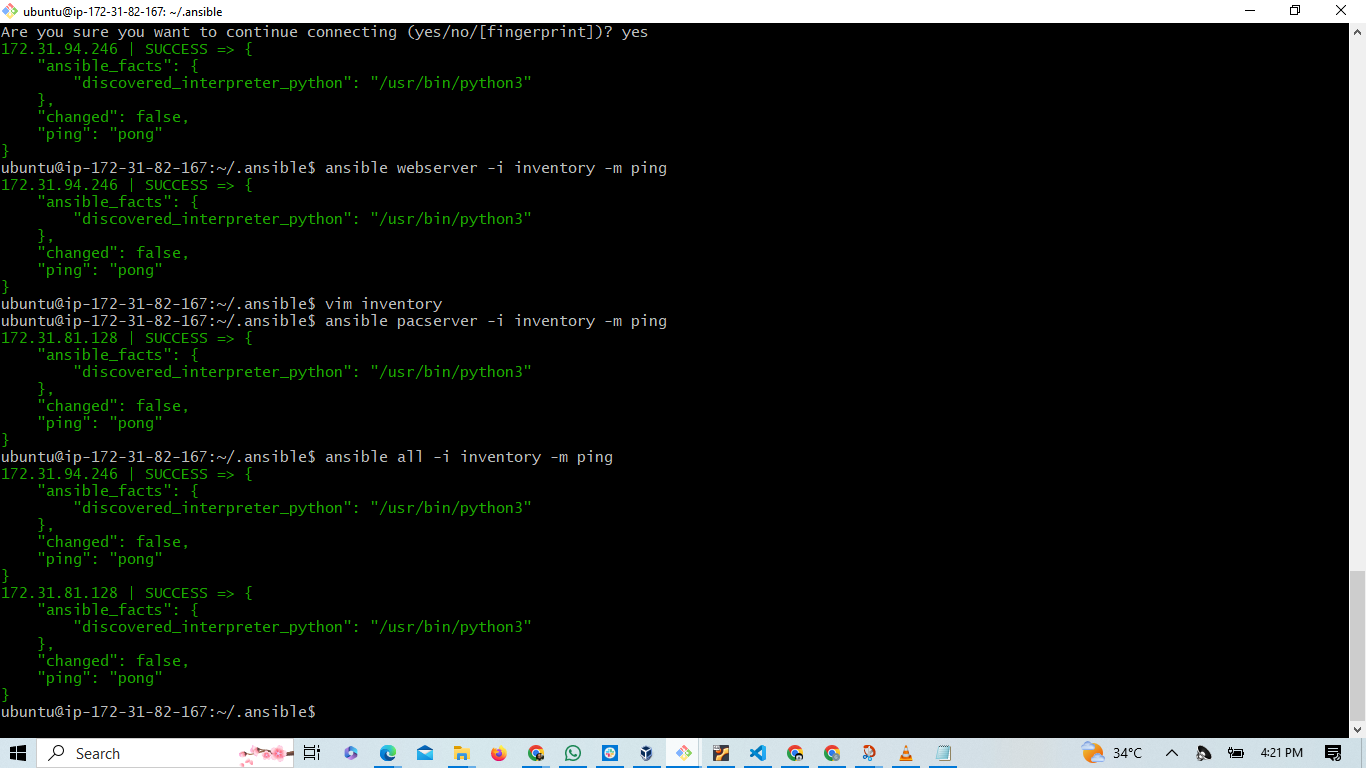 ubuntu@ip-172-31-82-167: ~/.ansible
Are you sure you want to continue connecting (yes/no/[fingerprint])? yes
172.31.94.246 | SUCCESS => {
    "ansible_facts": {
        "discovered_interpreter_python": "/usr/bin/python3"
    },
    "changed": false,
    "ping": "pong"
}
ubuntu@ip-172-31-82-167:~/.ansible$ ansible webserver -i inventory -m ping
172.31.94.246 | SUCCESS => {
    "ansible_facts": {
        "discovered_interpreter_python": "/usr/bin/python3"
    },
    "changed": false,
    "ping": "pong"
}
ubuntu@ip-172-31-82-167:~/.ansible$ vim inventory
ubuntu@ip-172-31-82-167:~/.ansible$ ansible pacserver -i inventory -m ping
172.31.81.128 | SUCCESS => {
    "ansible_facts": {
        "discovered_interpreter_python": "/usr/bin/python3"
    },
    "changed": false,
    "ping": "pong"
}
ubuntu@ip-172-31-82-167:~/.ansible$ ansible all -i inventory -m ping
172.31.94.246 | SUCCESS => {
    "ansible_facts": {
        "discovered_interpreter_python": "/usr/bin/python3"
    },
    "changed": false,
    "ping": "pong"
}
172.31.81.128 | SUCCESS => {
    "ansible_facts": {
        "discovered_interpreter_python": "/usr/bin/python3"
    },
    "changed": false,
    "ping": "pong"
}
ubuntu@ip-172-31-82-167:~/.ansible$
Search
34°C
4:21 PM